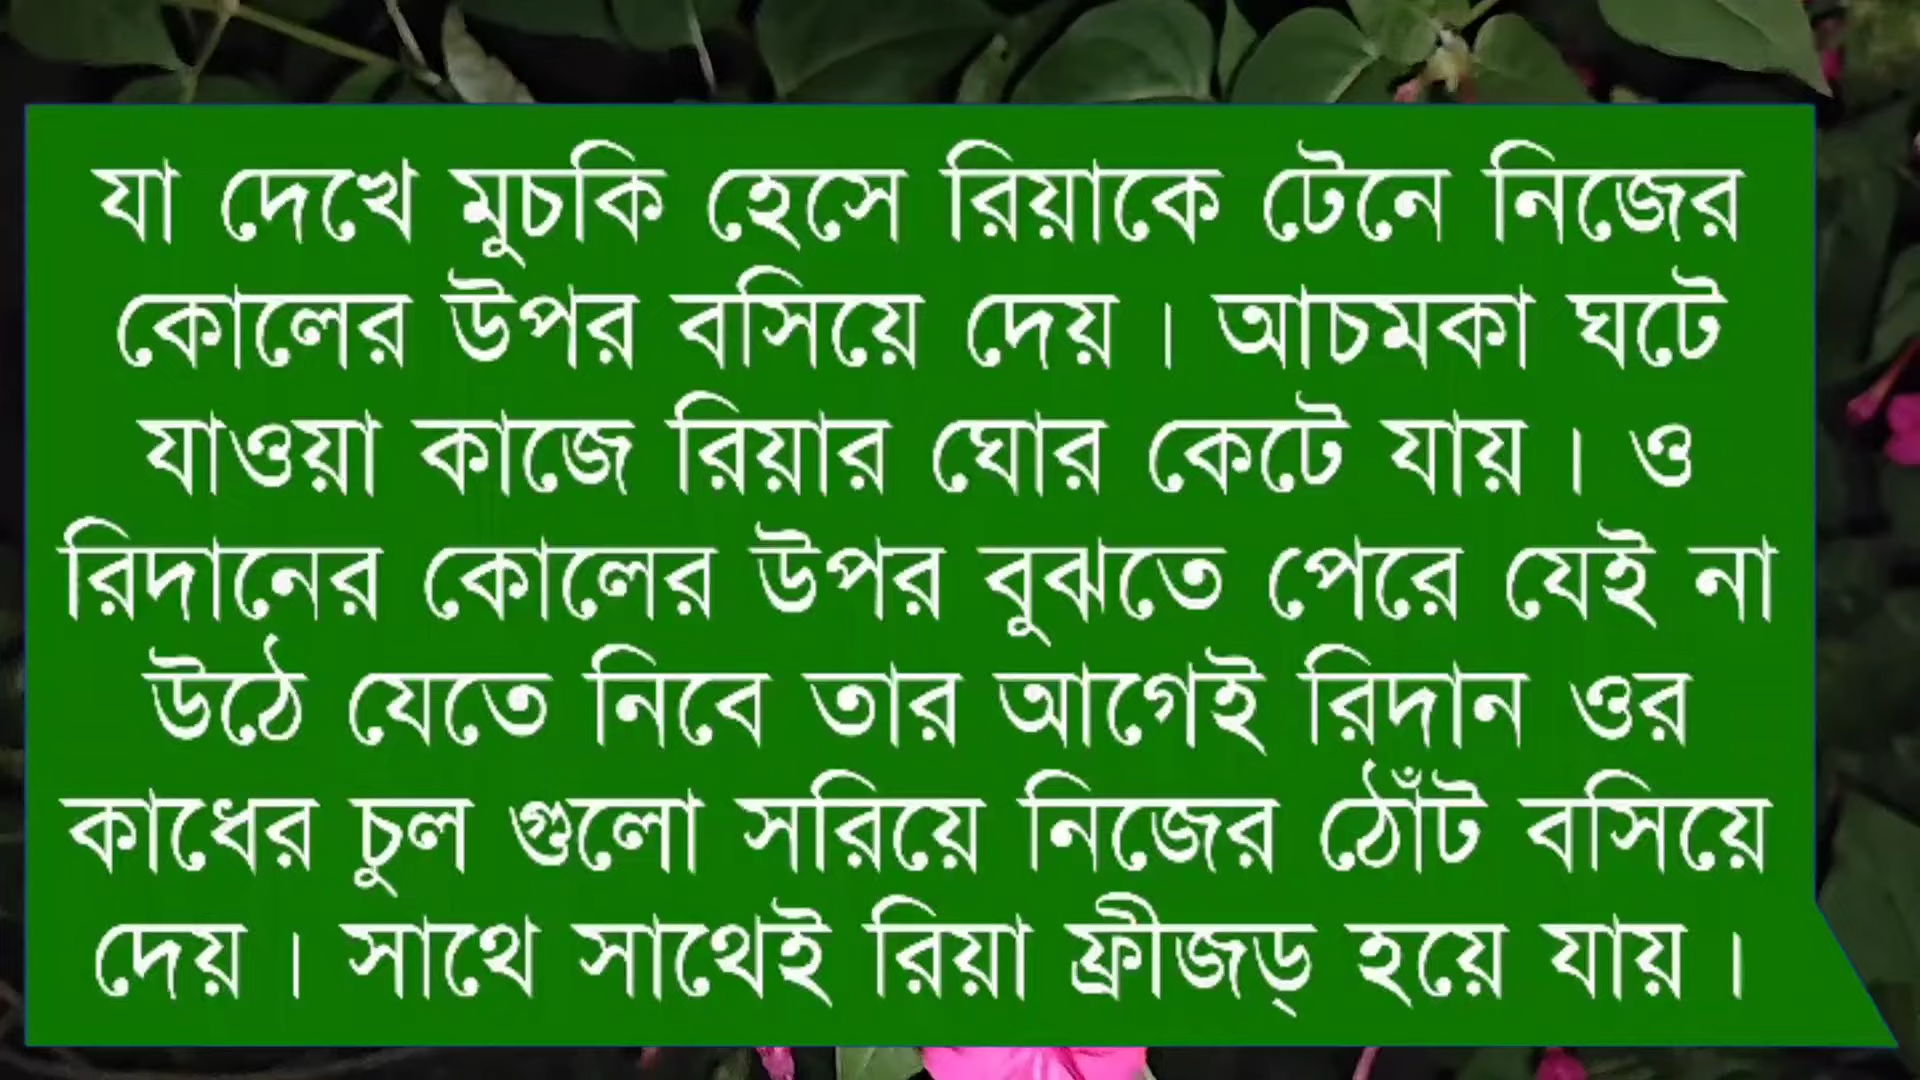 যা দেখে মুচকি হেসে রিয়াকে টেনে নিজের
কোলের উপর বসিয়ে দেয় । আচমকা ঘটে
যাওয়া কাজে রিয়ার ঘোর কেটে যায় । ও
রিদানের কোলের উপর বুঝতে পেরে যেই না
উঠে যেতে নিবে তার আগেই রিদান ওর
কাধের চুল গুলো সরিয়ে নিজের ঠোঁট বসিয়ে
দেয় । সাথে সাথেই রিয়া ফ্রীজড্ হয়ে যায় ।